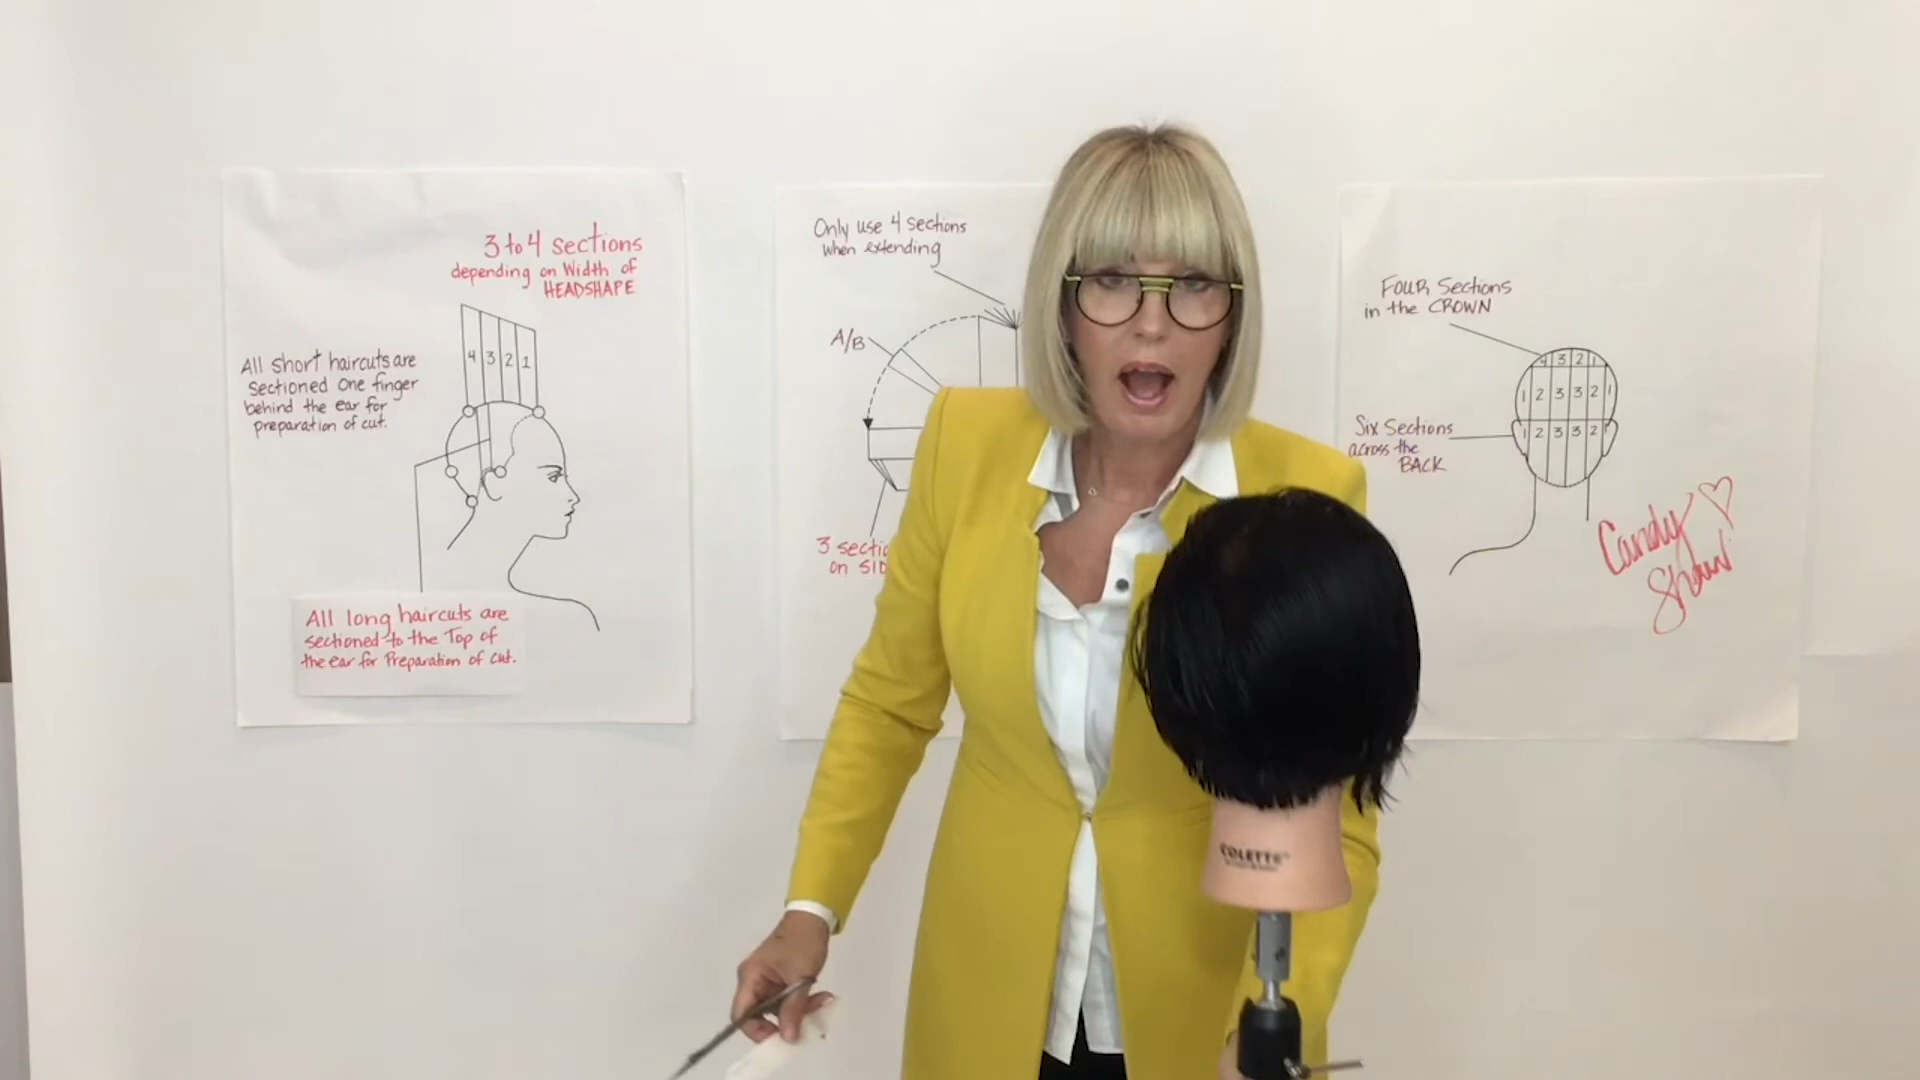 3 to 4 sections
depending on Width of
HEADSHAPE
4 3 2 1
All short haircuts are
sectioned one finger
behind the ear for
preparation of cut.
All long haircuts are
sectioned to the Top of
the ear for Preparation of cut.
Only use 4 sections
when extending
A/B
3
on
FOUR Sections
in the CROWN
4 3 2 1
1 2 3 3 2 1
Six Sections
across the
BACK
1 2 3 3 2 1
Candy
Shaw
COLETTE